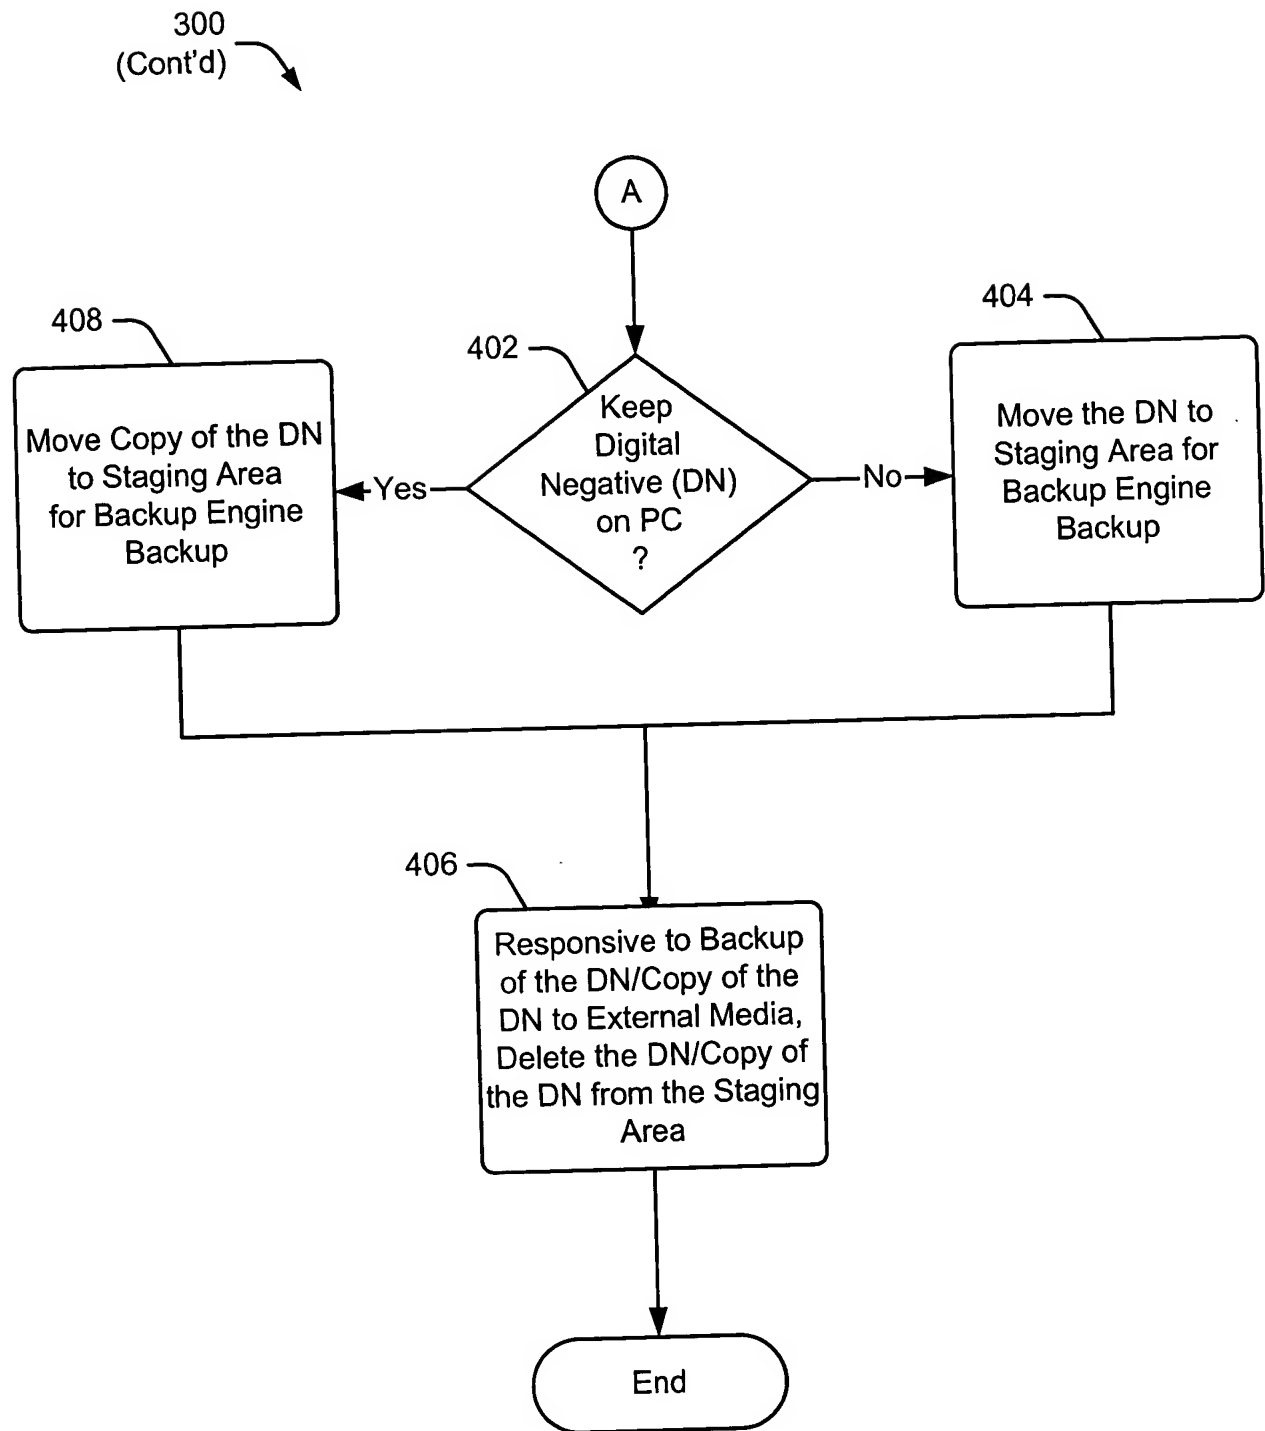 300
(Cont'd)
A
408
402
404
Move Copy of the DN
to Staging Area
for Backup Engine
Backup
Yes
Keep
Digital
Negative (DN)
on PC
?
No
Move the DN to
Staging Area for
Backup Engine
Backup
406
Responsive to Backup
of the DN/Copy of the
DN to External Media,
Delete the DN/Copy of
the DN from the Staging
Area
End